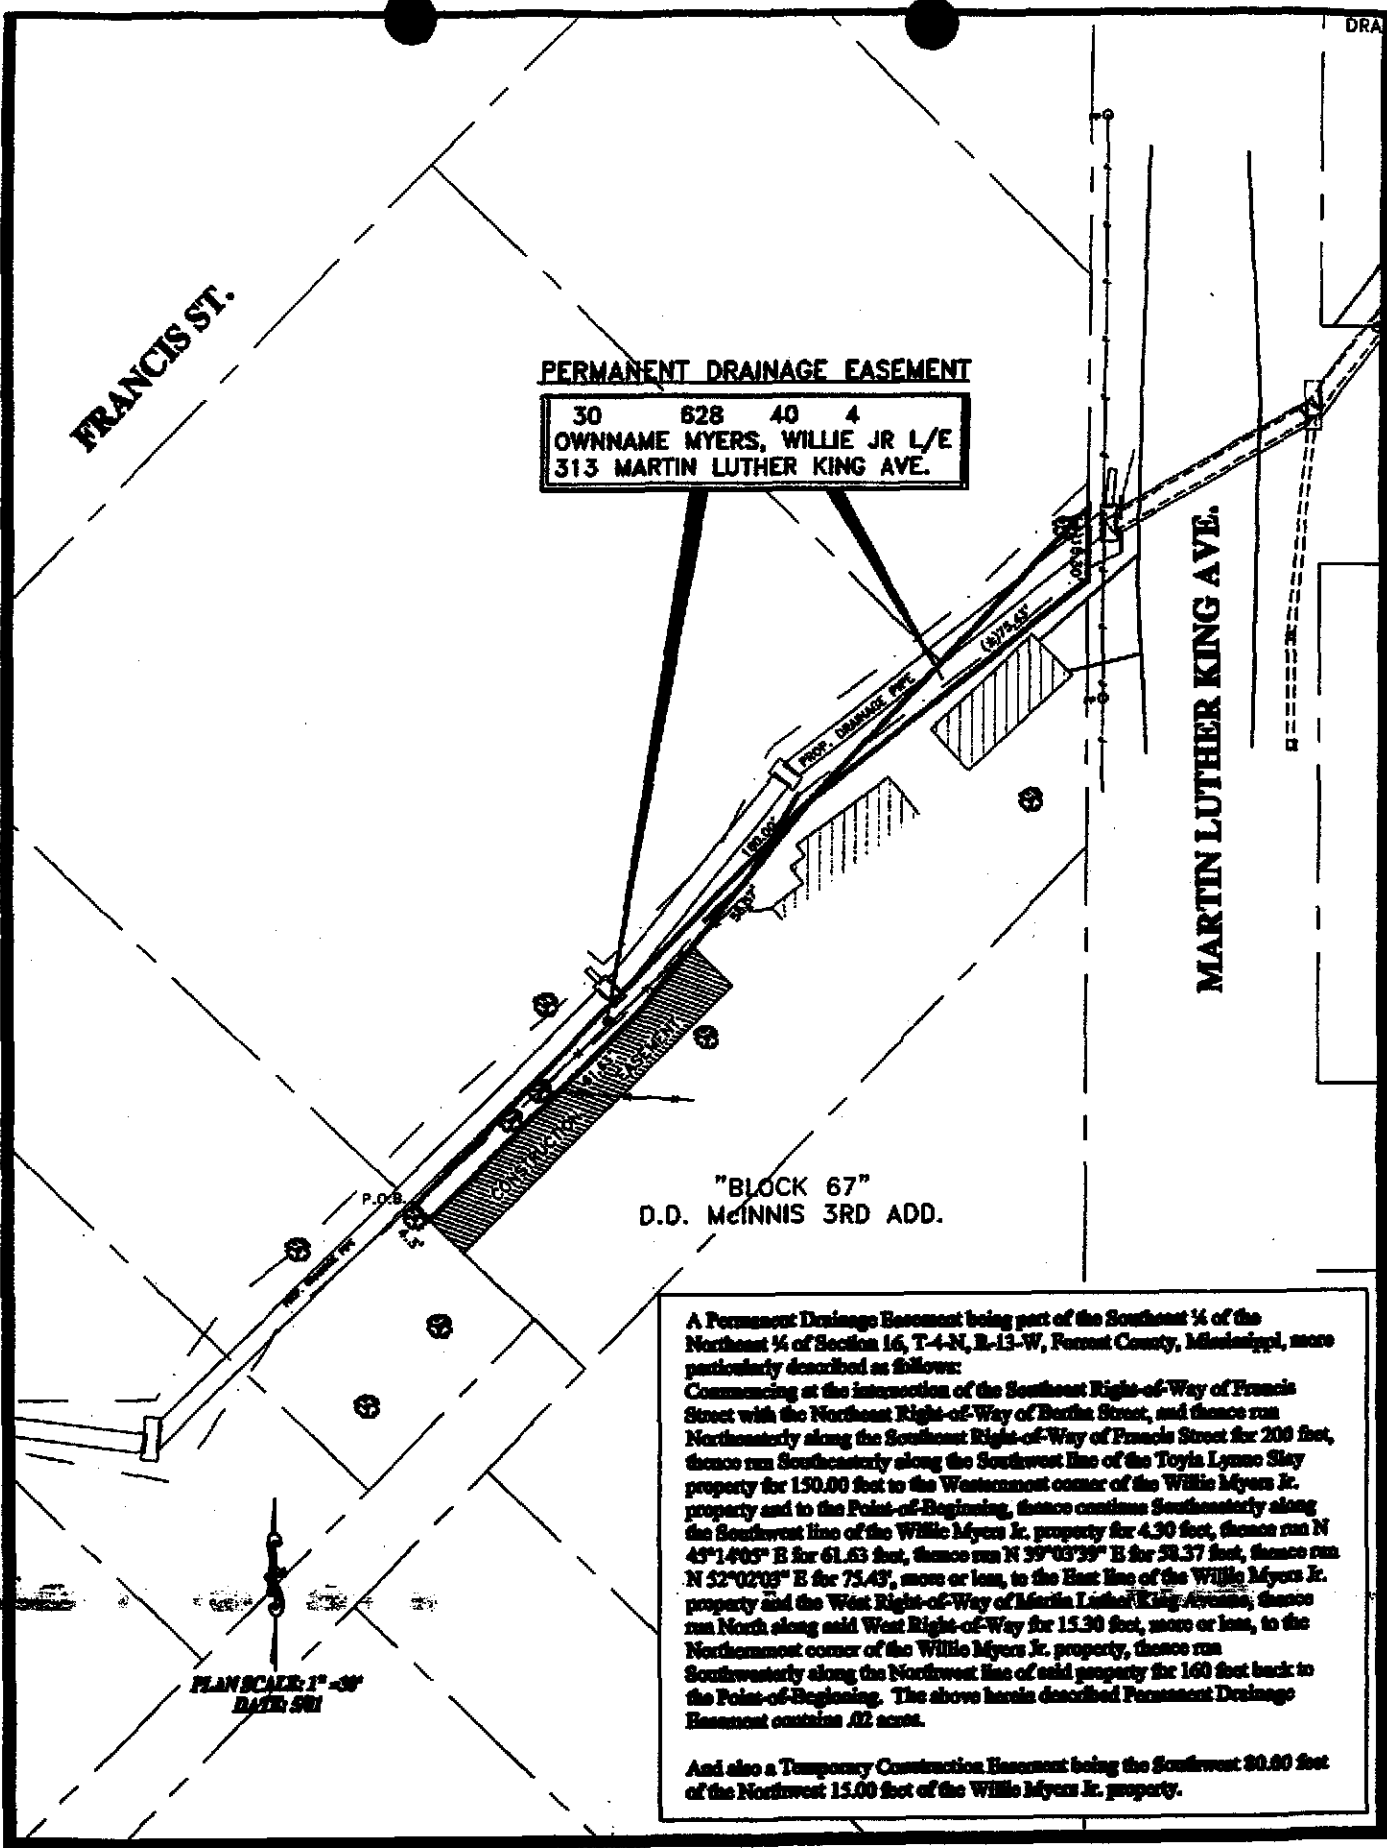 DRA
FRANCIS ST.
PERMANENT DRAINAGE EASEMENT
30 628 40 4
OWNNAME MYERS, WILLIE JR L/E
313 MARTIN LUTHER KING AVE.
MARTIN LUTHER KING AVE.
(±)75.43'
PROP. DRAINAGE PIPE
160.00'
58.37'
61.63'
CONSTRUCTION EASEMENT
P.O.B.
PROP. DRAINAGE PIPE
"BLOCK 67"
D.D. McINNIS 3RD ADD.
A Permanent Drainage Easement being part of the Southeast ¼ of the
Northeast ¼ of Section 16, T-4-N, R-13-W, Forrest County, Mississippi, more
particularly described as follows:
Commencing at the intersection of the Southeast Right-of-Way of Francis
Street with the Northeast Right-of-Way of Bertha Street, and thence run
Northeasterly along the Southeast Right-of-Way of Francis Street for 200 feet,
thence run Southeasterly along the Southwest line of the Toyla Lynne Slay
property for 150.00 feet to the Westernmost corner of the Willie Myers Jr.
property and to the Point-of-Beginning, thence continue Southeasterly along
the Southwest line of the Willie Myers Jr. property for 4.30 feet, thence run N
45°14'05" E for 61.63 feet, thence run N 39°03'39" E for 58.37 feet, thence run
N 52°02'03" E for 75.43', more or less, to the East line of the Willie Myers Jr.
property and the West Right-of-Way of Martin Luther King Avenue, thence
run North along said West Right-of-Way for 15.30 feet, more or less, to the
Northernmost corner of the Willie Myers Jr. property, thence run
Southwesterly along the Northwest line of said property for 160 feet back to
the Point-of-Beginning. The above herein described Permanent Drainage
Easement contains .02 acres.
And also a Temporary Construction Easement being the Southwest 80.00 feet
of the Northwest 15.00 feet of the Willie Myers Jr. property.
PLAN SCALE: 1" =30'
DATE: 5/01